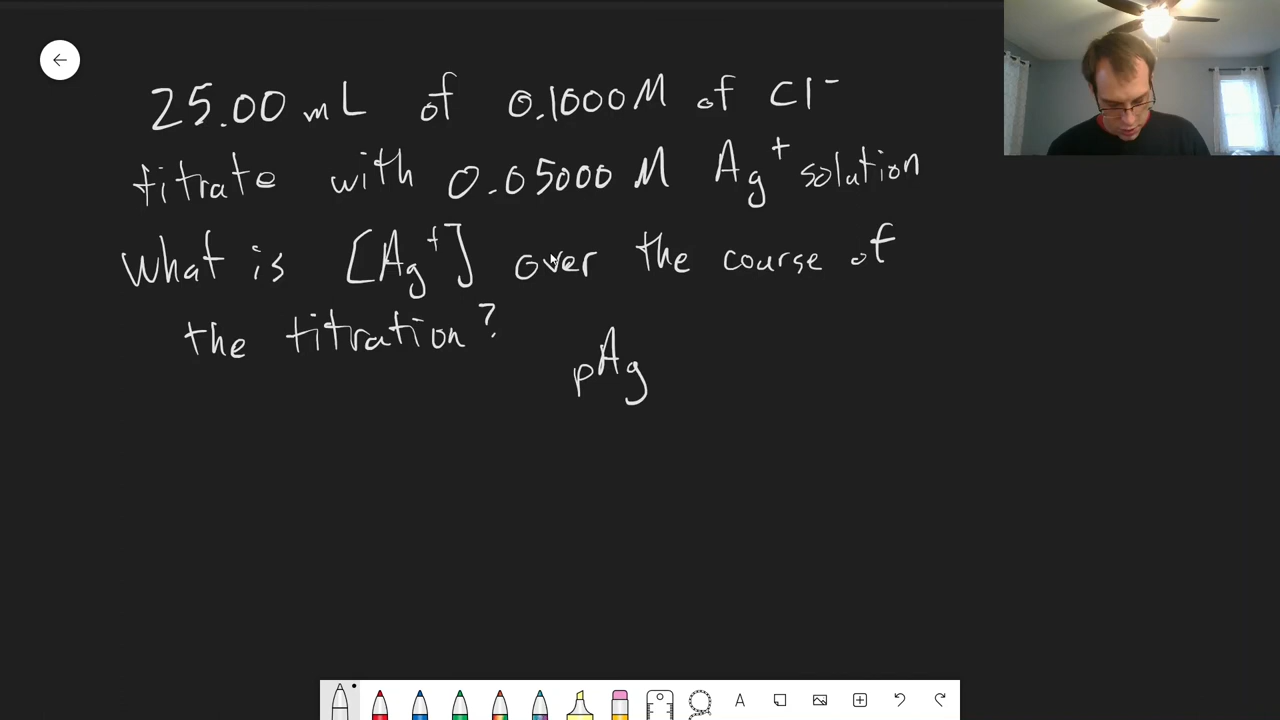 25.00 mL of 0.1000M of Cl⁻
titrate with 0.05000 M Ag⁺ solution
What is [Ag⁺] over the course of
the titration?
pAg
A